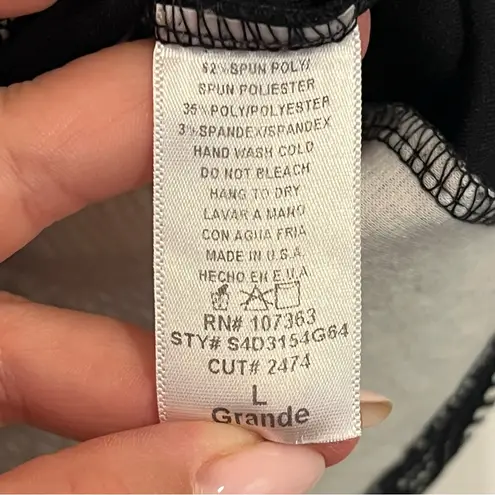 62% SPUN POLY/
SPUN POLIESTER
35% POLY/POLYESTER
3% SPANDEX/SPANDEX
HAND WASH COLD
DO NOT BLEACH
HANG TO DRY
LAVAR A MANO
CON AGUA FRIA
MADE IN U.S.A.
HECHO EN E.U.A.
RN# 107363
STY# S4D3154G64
CUT# 2474
L
Grande